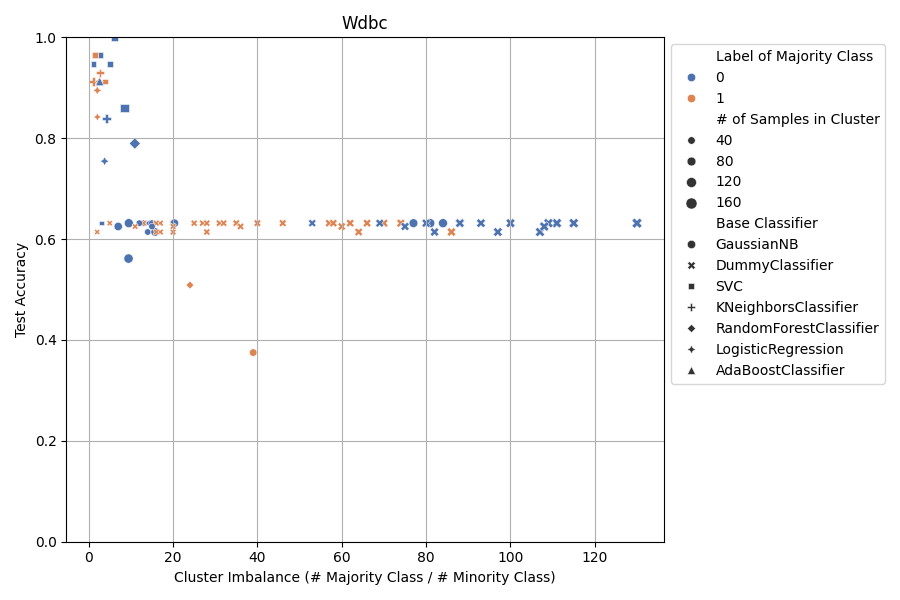 Wdbc
1.0
0.8
0.6
0.4
0.2
0.0
Test Accuracy
0
20
40
60
80
100
120
Cluster Imbalance (# Majority Class / # Minority Class)
Label of Majority Class
0
1
# of Samples in Cluster
40
80
120
160
Base Classifier
GaussianNB
DummyClassifier
SVC
KNeighborsClassifier
RandomForestClassifier
LogisticRegression
AdaBoostClassifier